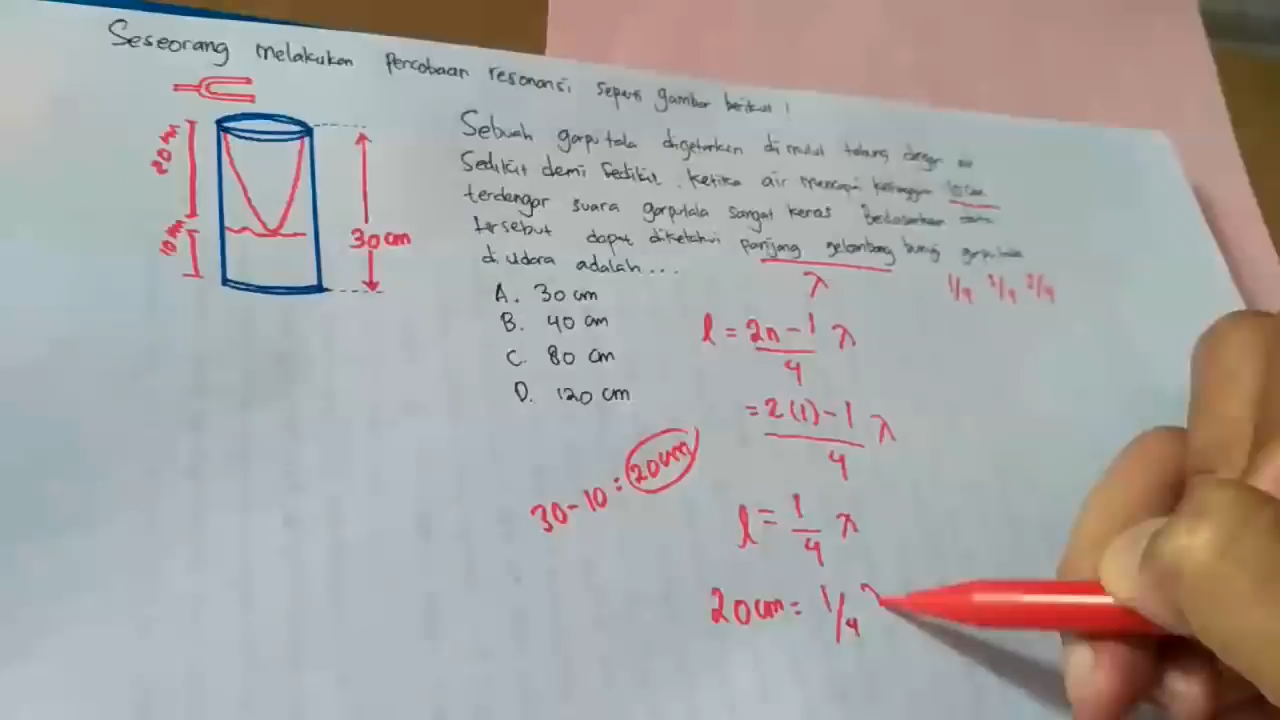 Seseorang melakukan percobaan resonansi seperti gambar berikut!
20 cm
10 cm
30 cm
Sebuah garputala digetarkan di mulut tabung dengan air
Sedikit demi sedikit. ketika air mencapai ketinggian 10 cm
terdengar suara garputala sangat keras Berdasarkan data
tersebut dapat diketahui panjang gelombang bunyi garputala
di udara adalah...
λ
1/4 3/4
A. 30 cm
B. 40 cm
C. 80 cm
D. 120 cm
l = 2n - 1 / 4 λ
= 2(1) - 1 / 4 λ
30 - 10 = 20 cm
l = 1/4 λ
20 cm = 1/4 λ